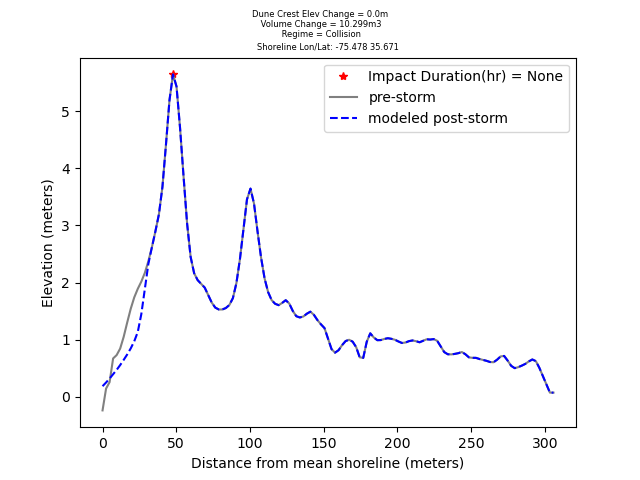 Dune Crest Elev Change = 0.0m
Volume Change = 10.299m3
Regime = Collision
Shoreline Lon/Lat: -75.478 35.671
Impact Duration(hr) = None
pre-storm
modeled post-storm
5
4
3
2
1
0
Elevation (meters)
0 50 100 150 200 250 300
Distance from mean shoreline (meters)